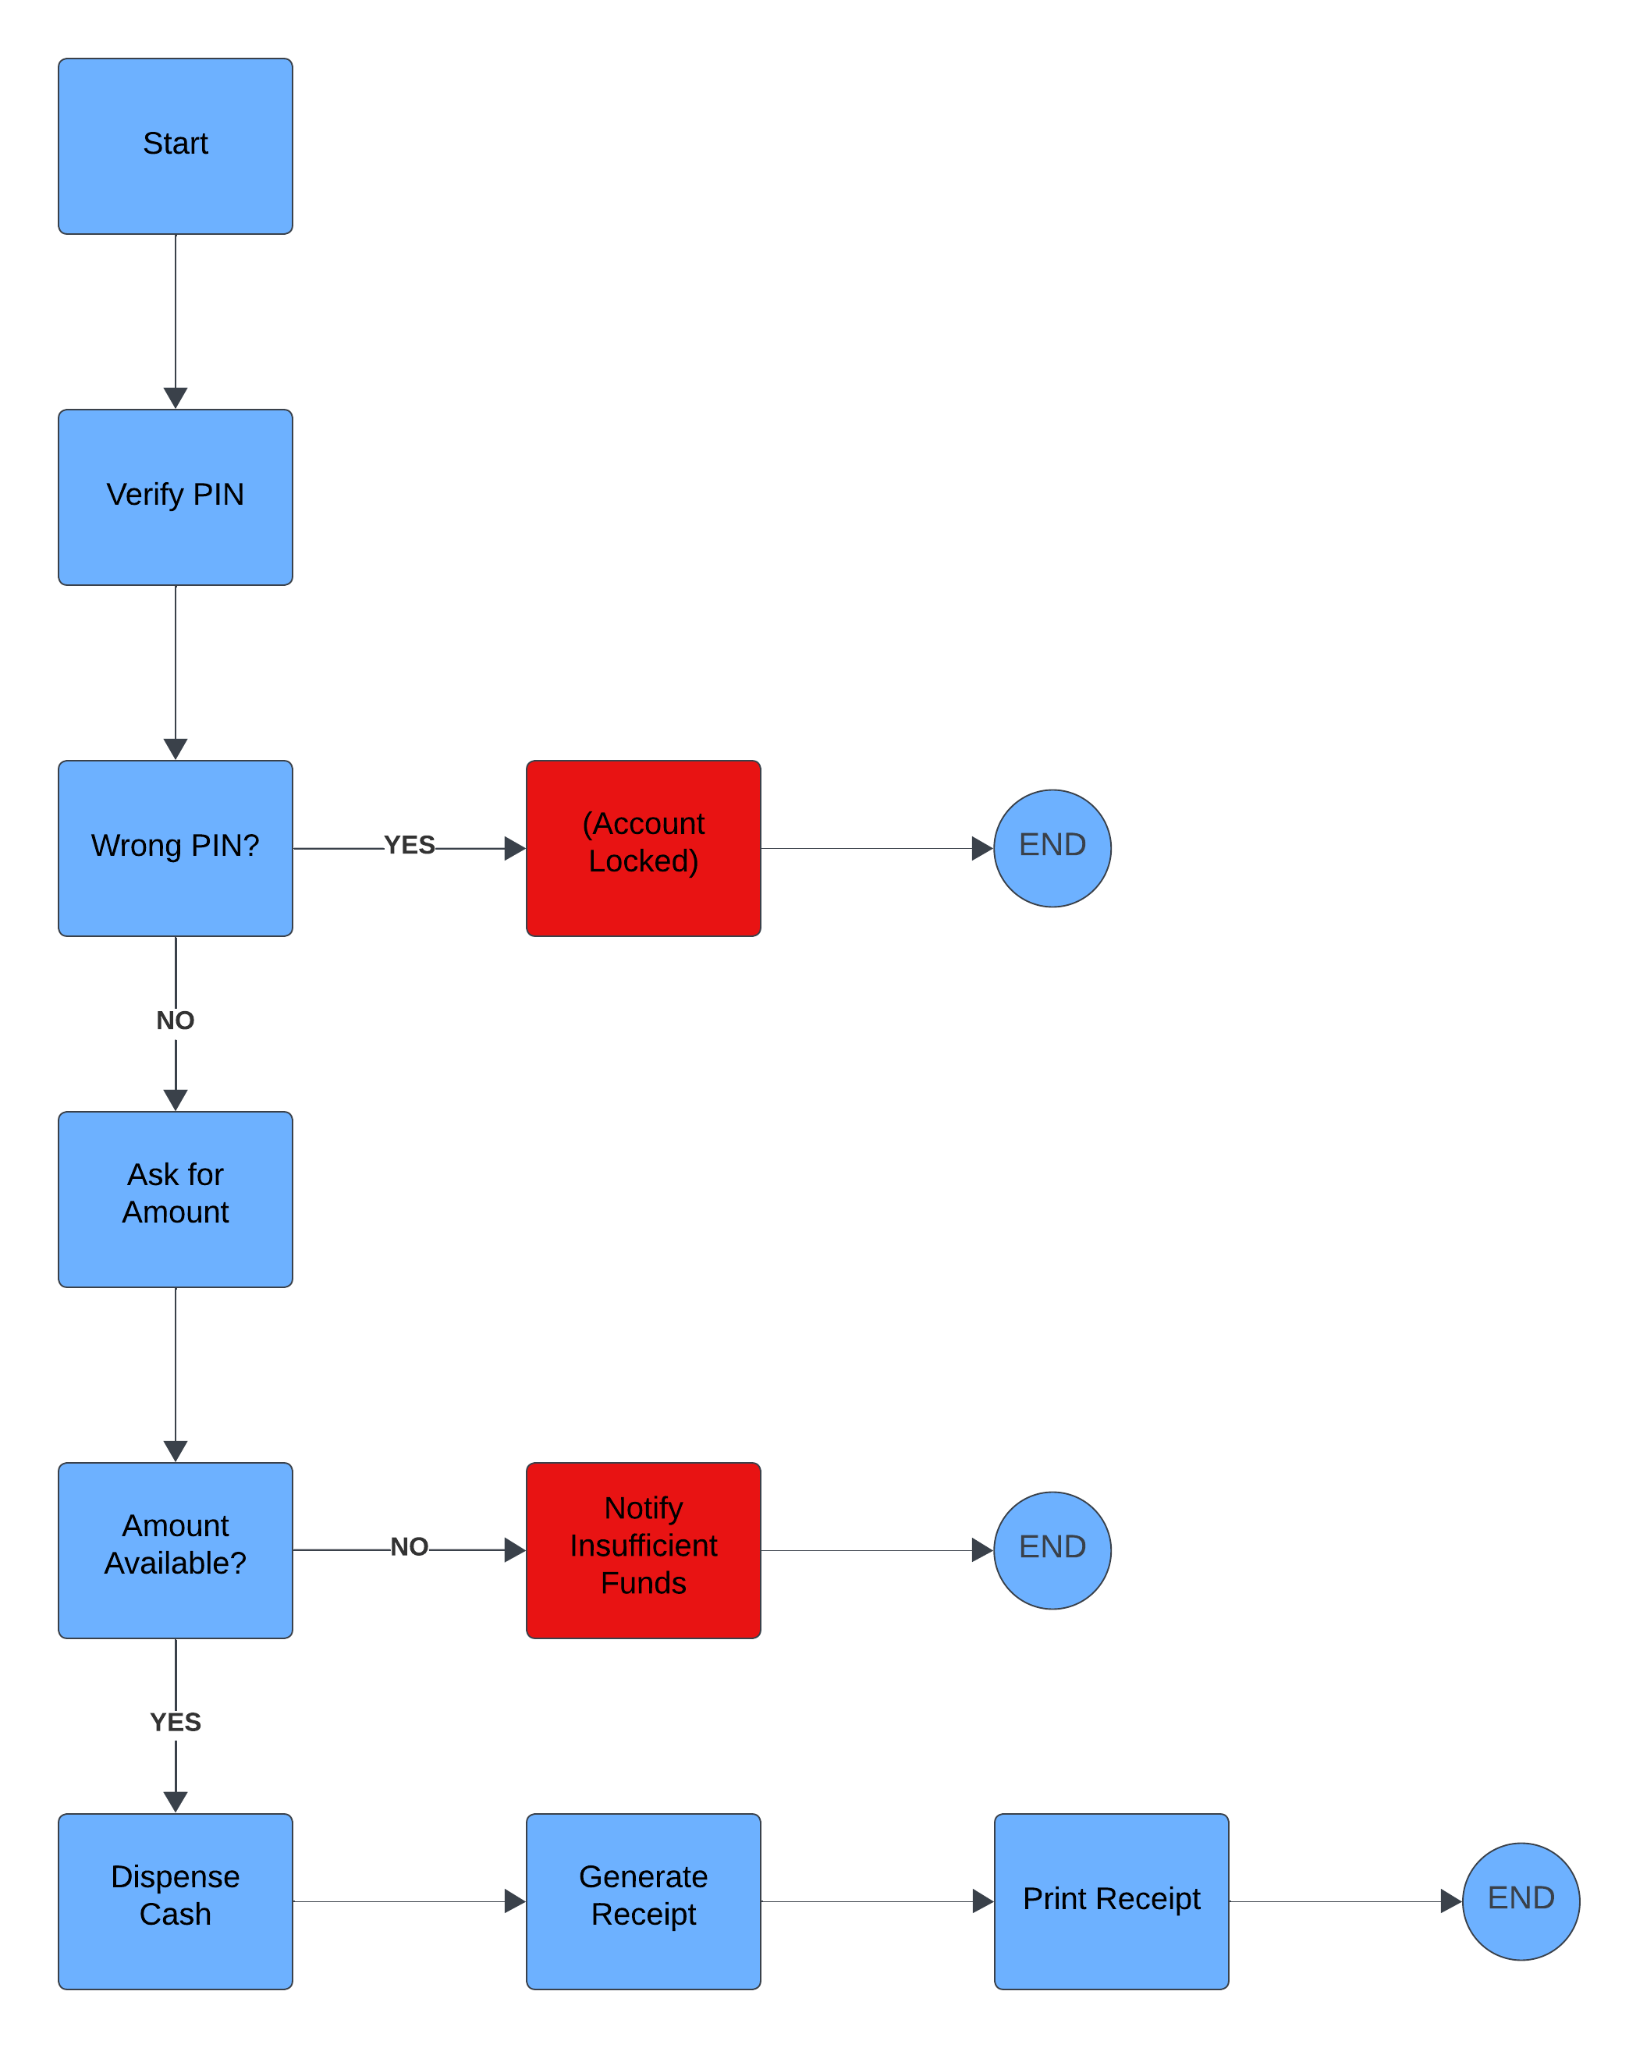 Start
Verify PIN
Wrong PIN?
YES
(Account
Locked)
END
NO
Ask for
Amount
Amount
Available?
NO
Notify
Insufficient
Funds
END
YES
Dispense
Cash
Generate
Receipt
Print Receipt
END